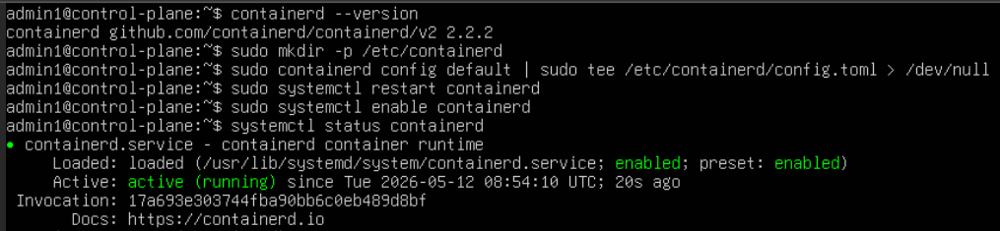 admin1@control-plane:~$ containerd --version
containerd github.com/containerd/containerd/v2 2.2.2
admin1@control-plane:~$ sudo mkdir -p /etc/containerd
admin1@control-plane:~$ sudo containerd config default | sudo tee /etc/containerd/config.toml > /dev/null
admin1@control-plane:~$ sudo systemctl restart containerd
admin1@control-plane:~$ sudo systemctl enable containerd
admin1@control-plane:~$ systemctl status containerd
● containerd.service - containerd container runtime
Loaded: loaded (/usr/lib/systemd/system/containerd.service; enabled; preset: enabled)
Active: active (running) since Tue 2026-05-12 08:54:10 UTC; 20s ago
Invocation: 17a693e303744fba90bb6c0eb489d8bf
Docs: https://containerd.io